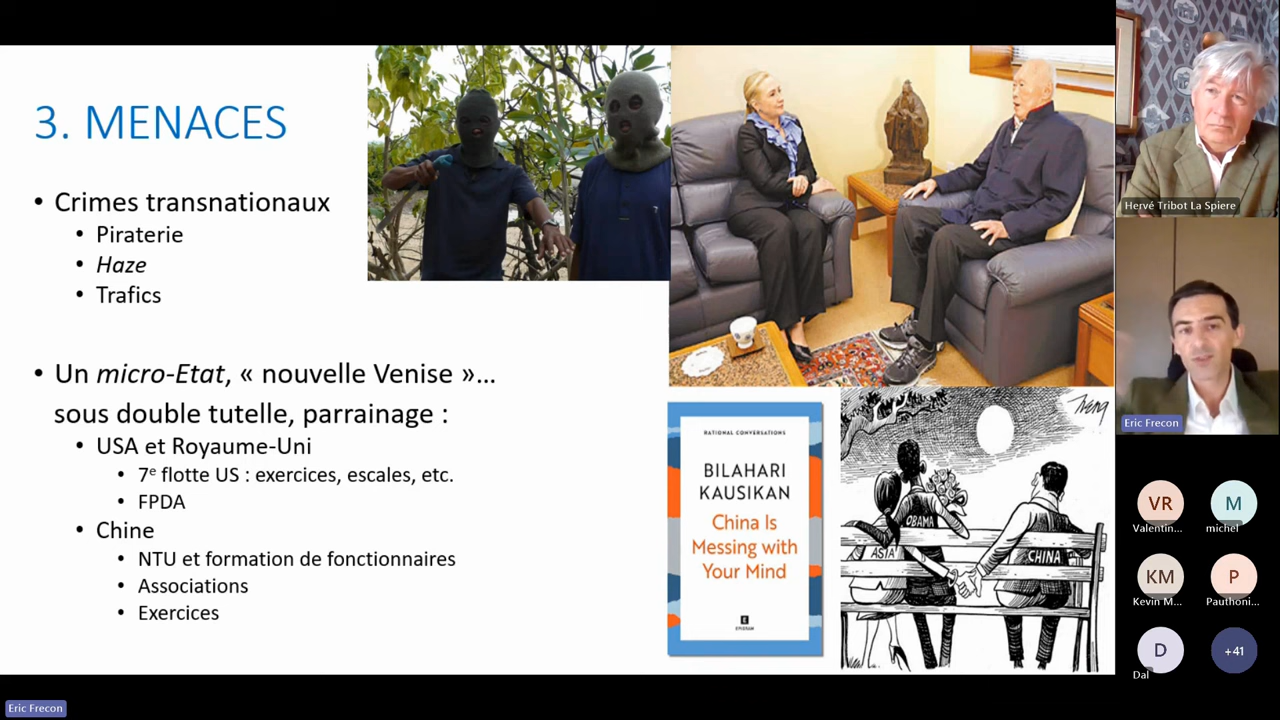 3. MENACES
• Crimes transnationaux
• Piraterie
• Haze
• Trafics
• Un micro-Etat, « nouvelle Venise »…
sous double tutelle, parrainage :
• USA et Royaume-Uni
• 7e flotte US : exercices, escales, etc.
• FPDA
• Chine
• NTU et formation de fonctionnaires
• Associations
• Exercices
RATIONAL CONVERSATIONS
BILAHARI
KAUSIKAN
China Is
Messing with
Your Mind
E
EPIGRAM
Heng
OBAMA
ASIA
CHINA
Hervé Tribot La Spiere
Eric Frecon
VR
Valentin...
M
michel
KM
Kevin M...
P
Pauthoni...
D
Dal
+41
Eric Frecon